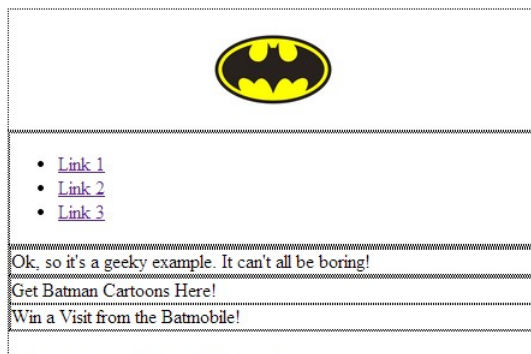 Link 1
Link 2
Link 3
Ok, so it's a geeky example. It can't all be boring!
Get Batman Cartoons Here!
Win a Visit from the Batmobile!